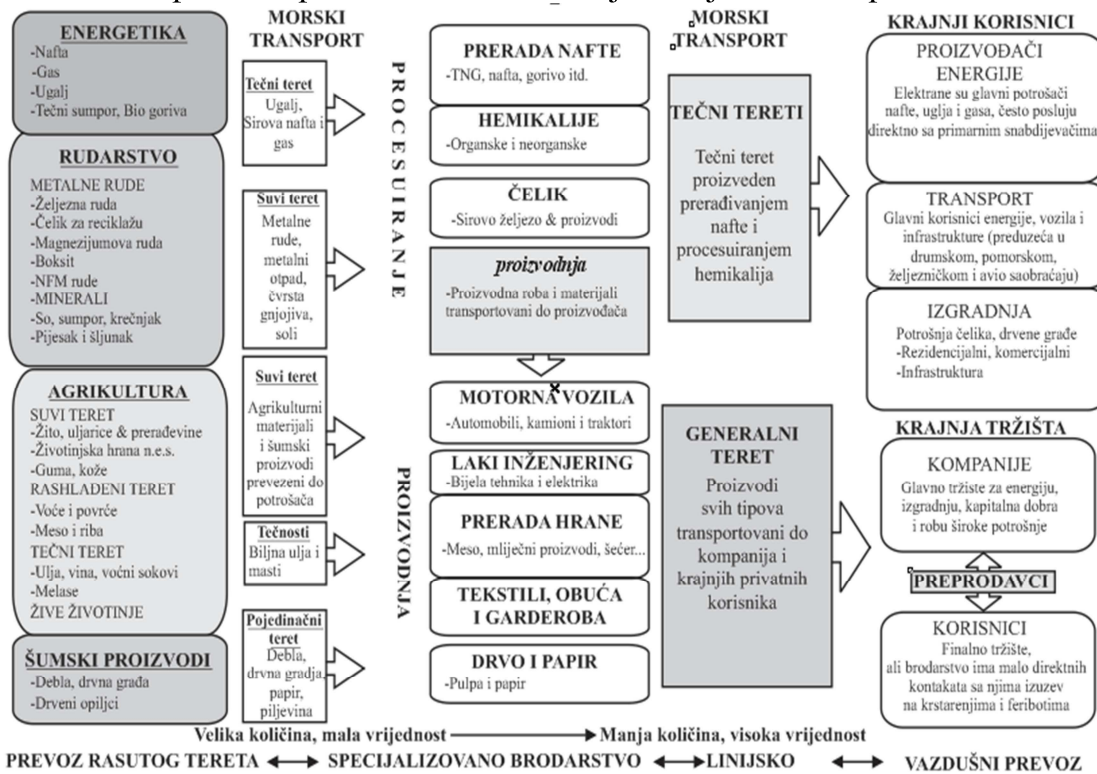 MORSKI
TRANSPORT
MORSKI
TRANSPORT
KRAJNJI KORISNICI
ENERGETIKA
-Nafta
-Gas
-Ugalj
-Tečni sumpor, Bio goriva
RUDARSTVO
METALNE RUDE
-Željezna ruda
-Čelik za reciklažu
-Magnezijumova ruda
-Boksit
-NFM rude
-MINERALI
-So, sumpor, krečnjak
-Pijesak i šljunak
AGRIKULTURA
SUVI TERET
-Žito, uljarice & prerađevine
-Životinjska hrana n.e.s.
-Guma, kože
RASHLAĐENI TERET
-Voće i povrće
-Meso i riba
TEČNI TERET
-Ulja, vina, voćni sokovi
-Melase
ŽIVE ŽIVOTINJE
ŠUMSKI PROIZVODI
-Debla, drvna građa
-Drveni opiljci
Tečni teret
Ugalj,
Sirova nafta i
gas
Suvi teret
Metalne
rude,
metalni
otpad,
čvrsta
gnjojiva,
soli
Suvi teret
Agrikulturni
materijali
i šumski
proizvodi
prevezeni do
potrošača
Tečnosti
Biljna ulja i
masti
Pojedinačni
teret
Debla,
drvna gradja,
papir,
piljevina
PROCESUIRANJE
PROIZVODNJA
PRERADA NAFTE
-TNG, nafta, gorivo itd.
HEMIKALIJE
-Organske i neorganske
ČELIK
-Sirovo željezo & proizvodi
proizvodnja
-Proizvodna roba i materijali
transportovani do proizvođača
MOTORNA VOZILA
-Automobili, kamioni i traktori
LAKI INŽENJERING
-Bijela tehnika i elektrika
PRERADA HRANE
-Meso, mliječni proizvodi, šećer...
TEKSTILI, OBUĆA
I GARDEROBA
DRVO I PAPIR
-Pulpa i papir
TEČNI TERETI
Tečni teret
proizveden
prerađivanjem
nafte i
procesuiranjem
hemikalija
GENERALNI
TERET
Proizvodi
svih tipova
transportovani do
kompanija i
krajnjih privatnih
korisnika
PROIZVOĐAČI
ENERGIJE
Elektrane su glavni potrošači
nafte, uglja i gasa, često posluju
direktno sa primarnim snabdijevačima
TRANSPORT
Glavni korisnici energije, vozila i
infrastrukture (preduzeća u
drumskom, pomorskom,
željezničkom i avio saobraćaju)
IZGRADNJA
Potrošnja čelika, drvene građe
-Rezidencijalni, komercijalni
-Infrastruktura
KRAJNJA TRŽIŠTA
KOMPANIJE
Glavno tržiste za energiju,
izgradnju, kapitalna dobra
i robu široke potrošnje
PREPRODAVCI
KORISNICI
Finalno tržište,
ali brodarstvo ima malo direktnih
kontakata sa njima izuzev
na krstarenjima i feribotima
Velika količina, mala vrijednost
Manja količina, visoka vrijednost
PREVOZ RASUTOG TERETA
SPECIJALIZOVANO BRODARSTVO
LINIJSKO
VAZDUŠNI PREVOZ